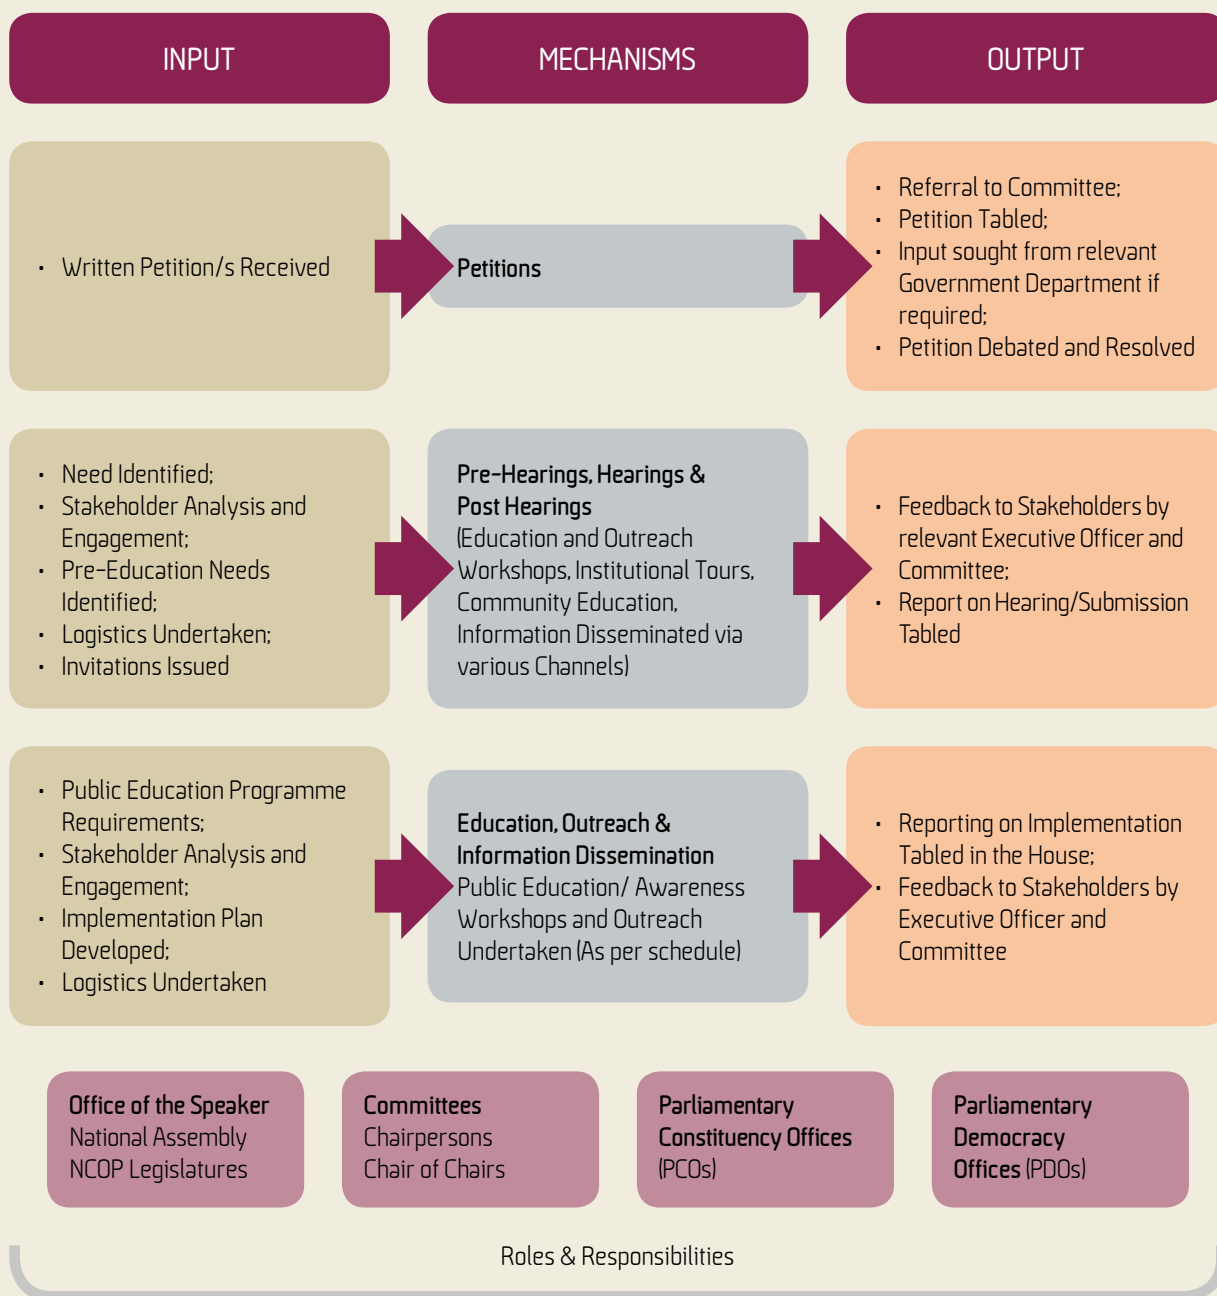 INPUT
MECHANISMS
OUTPUT
• Written Petition/s Received
Petitions
• Referral to Committee;
• Petition Tabled;
• Input sought from relevant
Government Department if
required;
• Petition Debated and Resolved
• Need Identified;
• Stakeholder Analysis and
Engagement;
• Pre-Education Needs
Identified;
• Logistics Undertaken;
• Invitations Issued
Pre-Hearings, Hearings &
Post Hearings
(Education and Outreach
Workshops, Institutional Tours,
Community Education,
Information Disseminated via
various Channels)
• Feedback to Stakeholders by
relevant Executive Officer and
Committee;
• Report on Hearing/Submission
Tabled
• Public Education Programme
Requirements;
• Stakeholder Analysis and
Engagement;
• Implementation Plan
Developed;
• Logistics Undertaken
Education, Outreach &
Information Dissemination
Public Education/ Awareness
Workshops and Outreach
Undertaken (As per schedule)
• Reporting on Implementation
Tabled in the House;
• Feedback to Stakeholders by
Executive Officer and
Committee
Office of the Speaker
National Assembly
NCOP Legislatures
Committees
Chairpersons
Chair of Chairs
Parliamentary
Constituency Offices
(PCOs)
Parliamentary
Democracy
Offices (PDOs)
Roles & Responsibilities